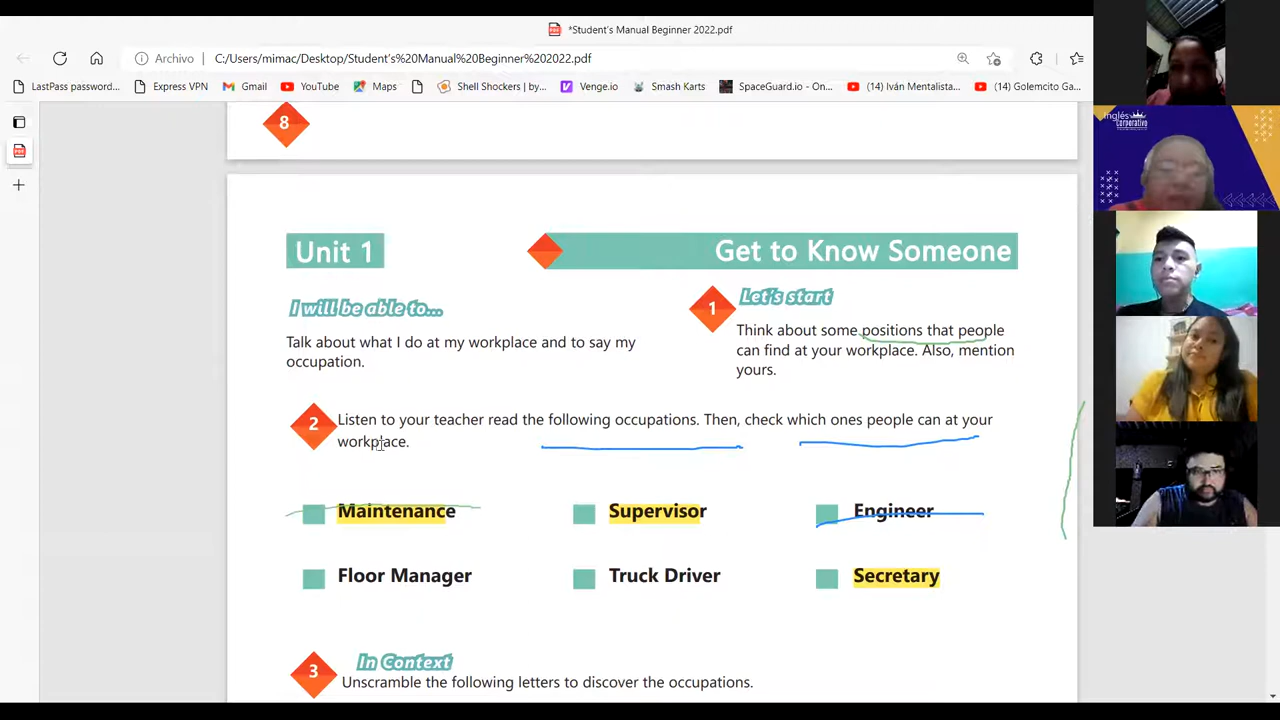 *Student's Manual Beginner 2022.pdf
Archivo C:/Users/mimac/Desktop/Student's%20Manual%20Beginner%202022.pdf
LastPass password... Express VPN Gmail YouTube Maps Shell Shockers | by... Venge.io Smash Karts SpaceGuard.io - On... (14) Iván Mentalista... (14) Golemcito Ga...
8
Unit 1 Get to Know Someone
I will be able to...
Talk about what I do at my workplace and to say my
occupation.
1 Let's start
Think about some positions that people
can find at your workplace. Also, mention
yours.
2 Listen to your teacher read the following occupations. Then, check which ones people can at your
workplace.
Maintenance Supervisor Engineer
Floor Manager Truck Driver Secretary
3 In Context
Unscramble the following letters to discover the occupations.
Inglés
corporativo